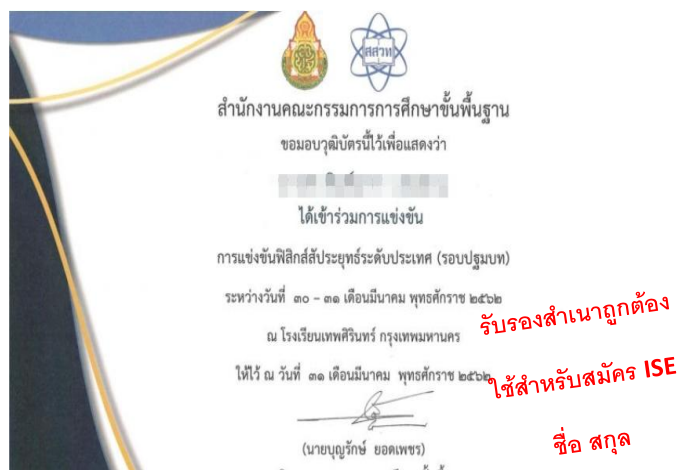 สสวท
สำนักงานคณะกรรมการการศึกษาขั้นพื้นฐาน
ขอมอบวุฒิบัตรนี้ไว้เพื่อแสดงว่า
ได้เข้าร่วมการแข่งขัน
การแข่งขันฟิสิกส์สัประยุทธ์ระดับประเทศ (รอบปฐมบท)
ระหว่างวันที่ ๓๐ – ๓๑ เดือนมีนาคม พุทธศักราช ๒๕๖๒
ณ โรงเรียนเทพศิรินทร์ กรุงเทพมหานคร
ให้ไว้ ณ วันที่ ๓๑ เดือนมีนาคม พุทธศักราช ๒๕๖๒
(นายบุญรักษ์ ยอดเพชร)
รับรองสำเนาถูกต้อง
ใช้สำหรับสมัคร ISE
ชื่อ สกุล